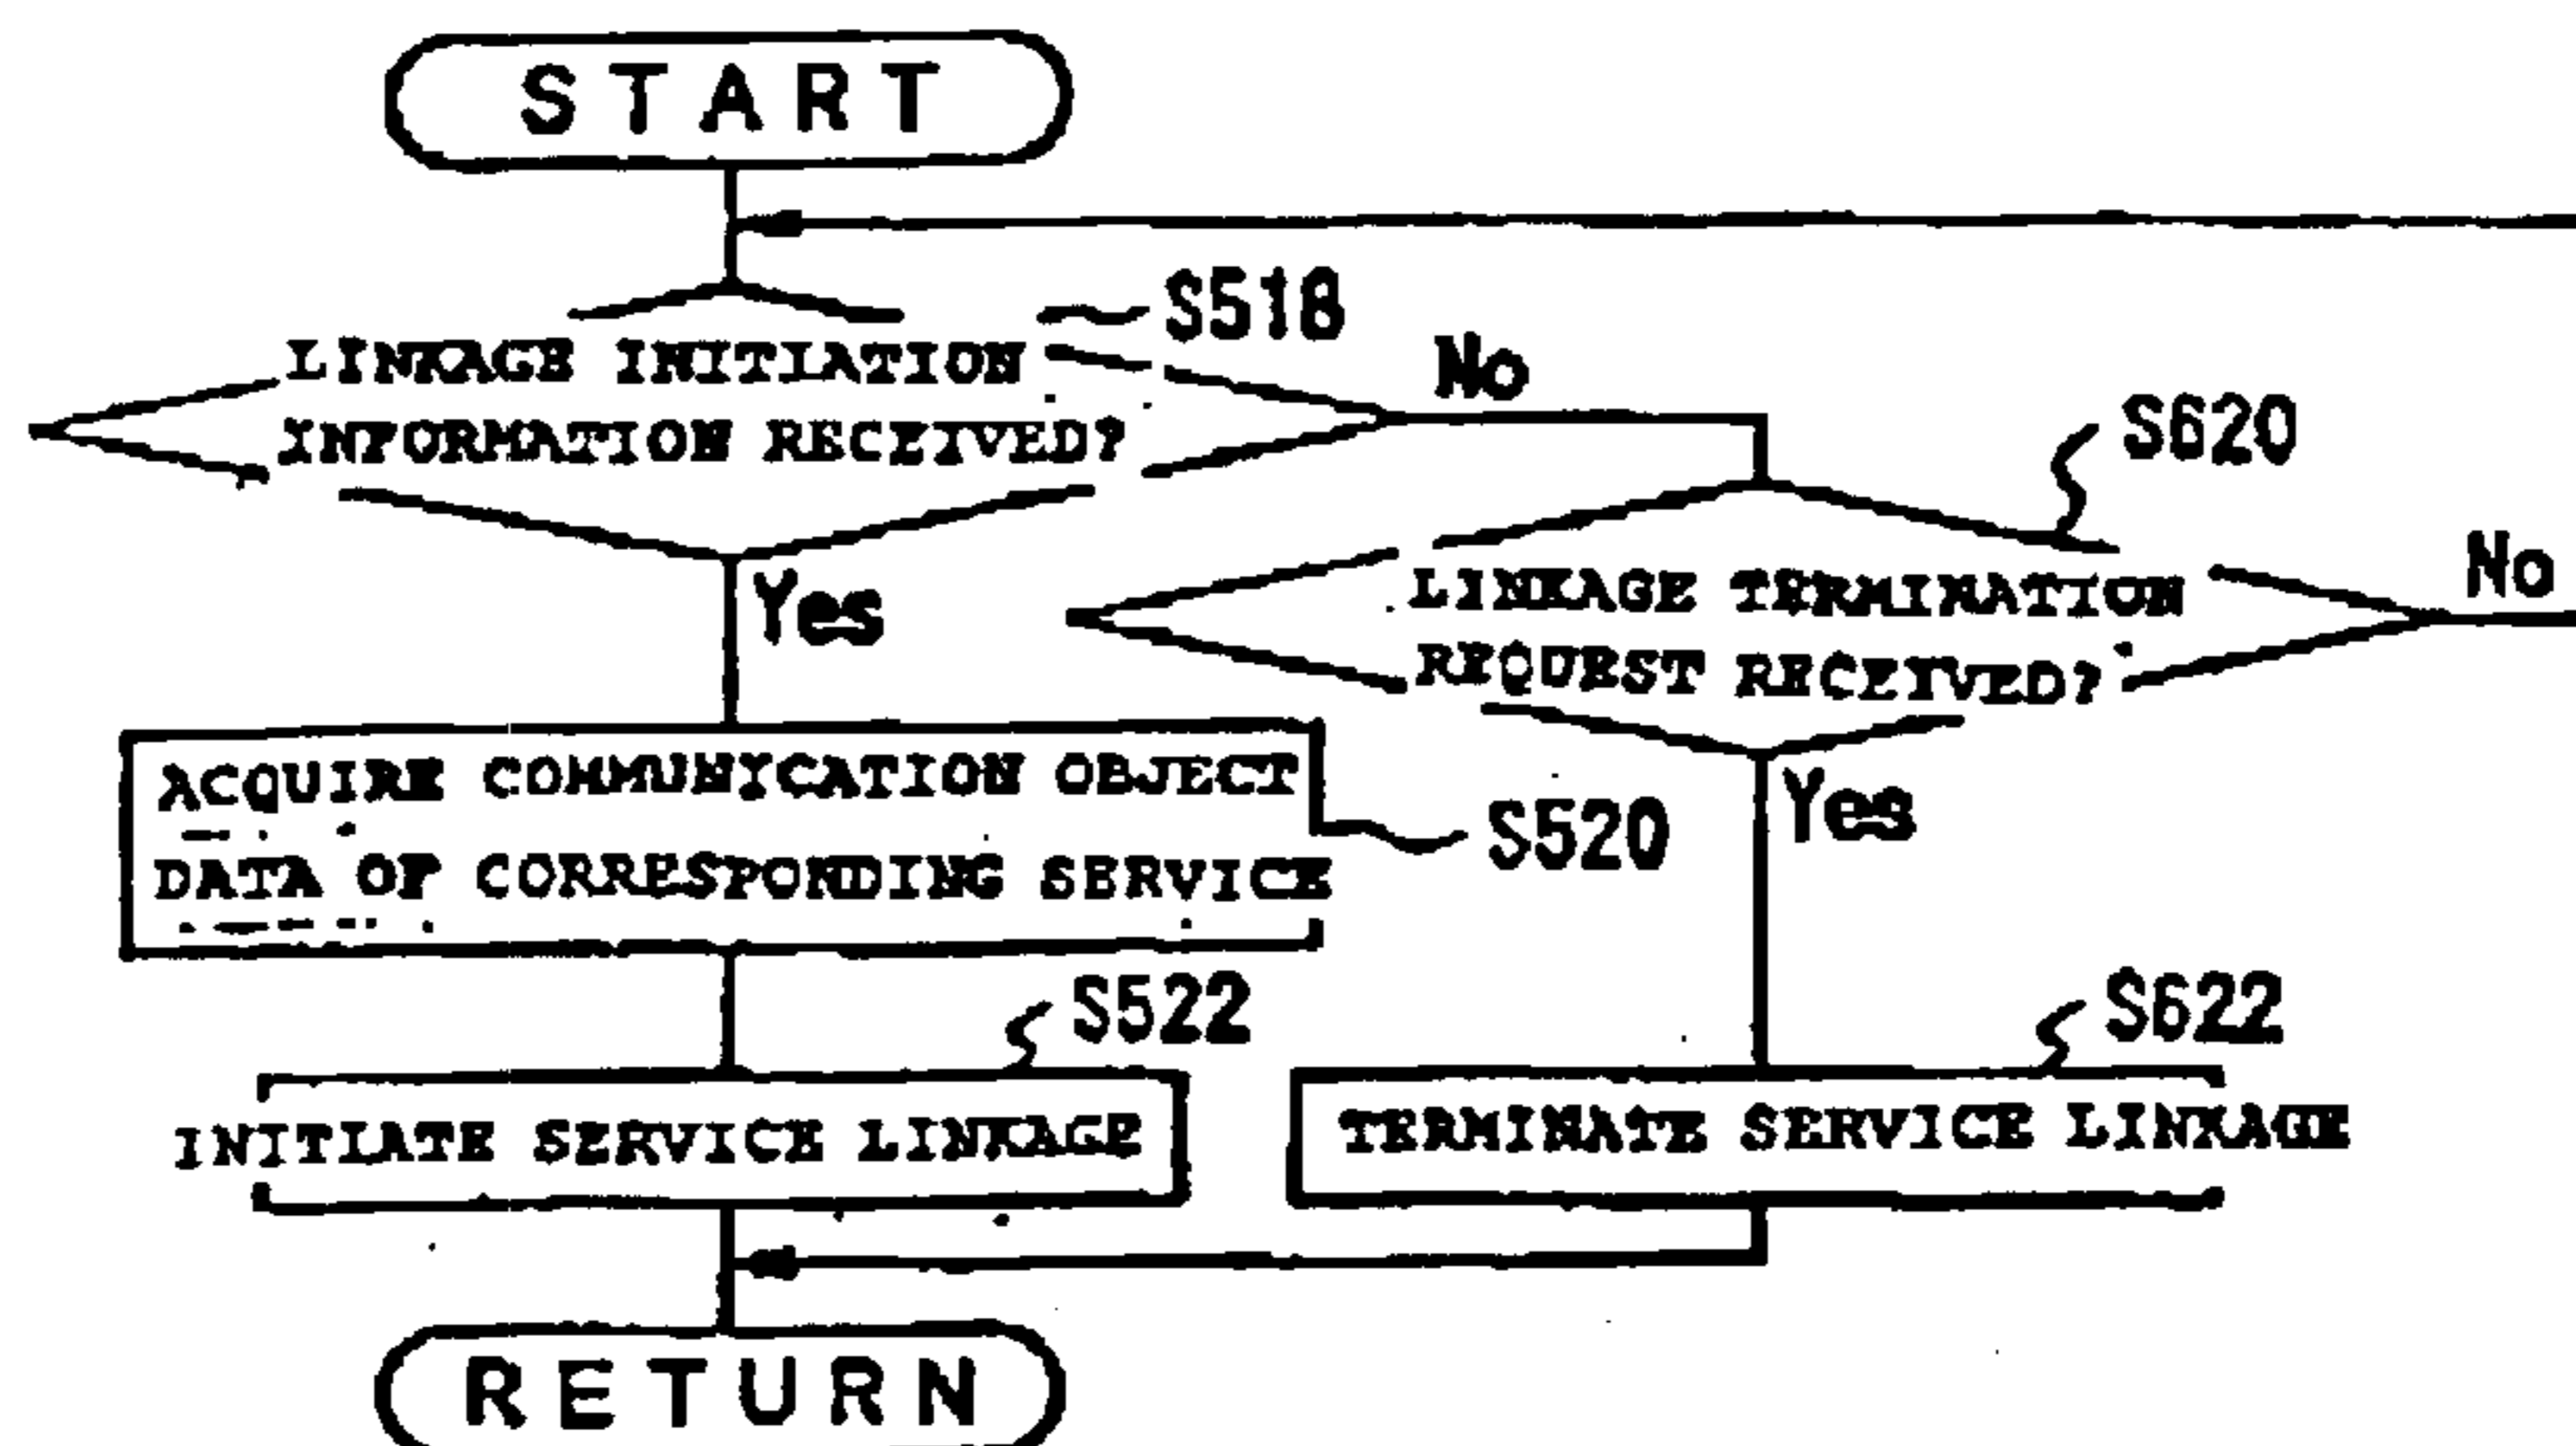 START
S518
LINKAGE INITIATION
INFORMATION RECEIVED?
No
S620
Yes
LINKAGE TERMINATION
REQUEST RECEIVED?
No
ACQUIRE COMMUNICATION OBJECT
DATA OF CORRESPONDING SERVICE
S520
Yes
S522
S622
INITIATE SERVICE LINKAGE
TERMINATE SERVICE LINKAGE
RETURN